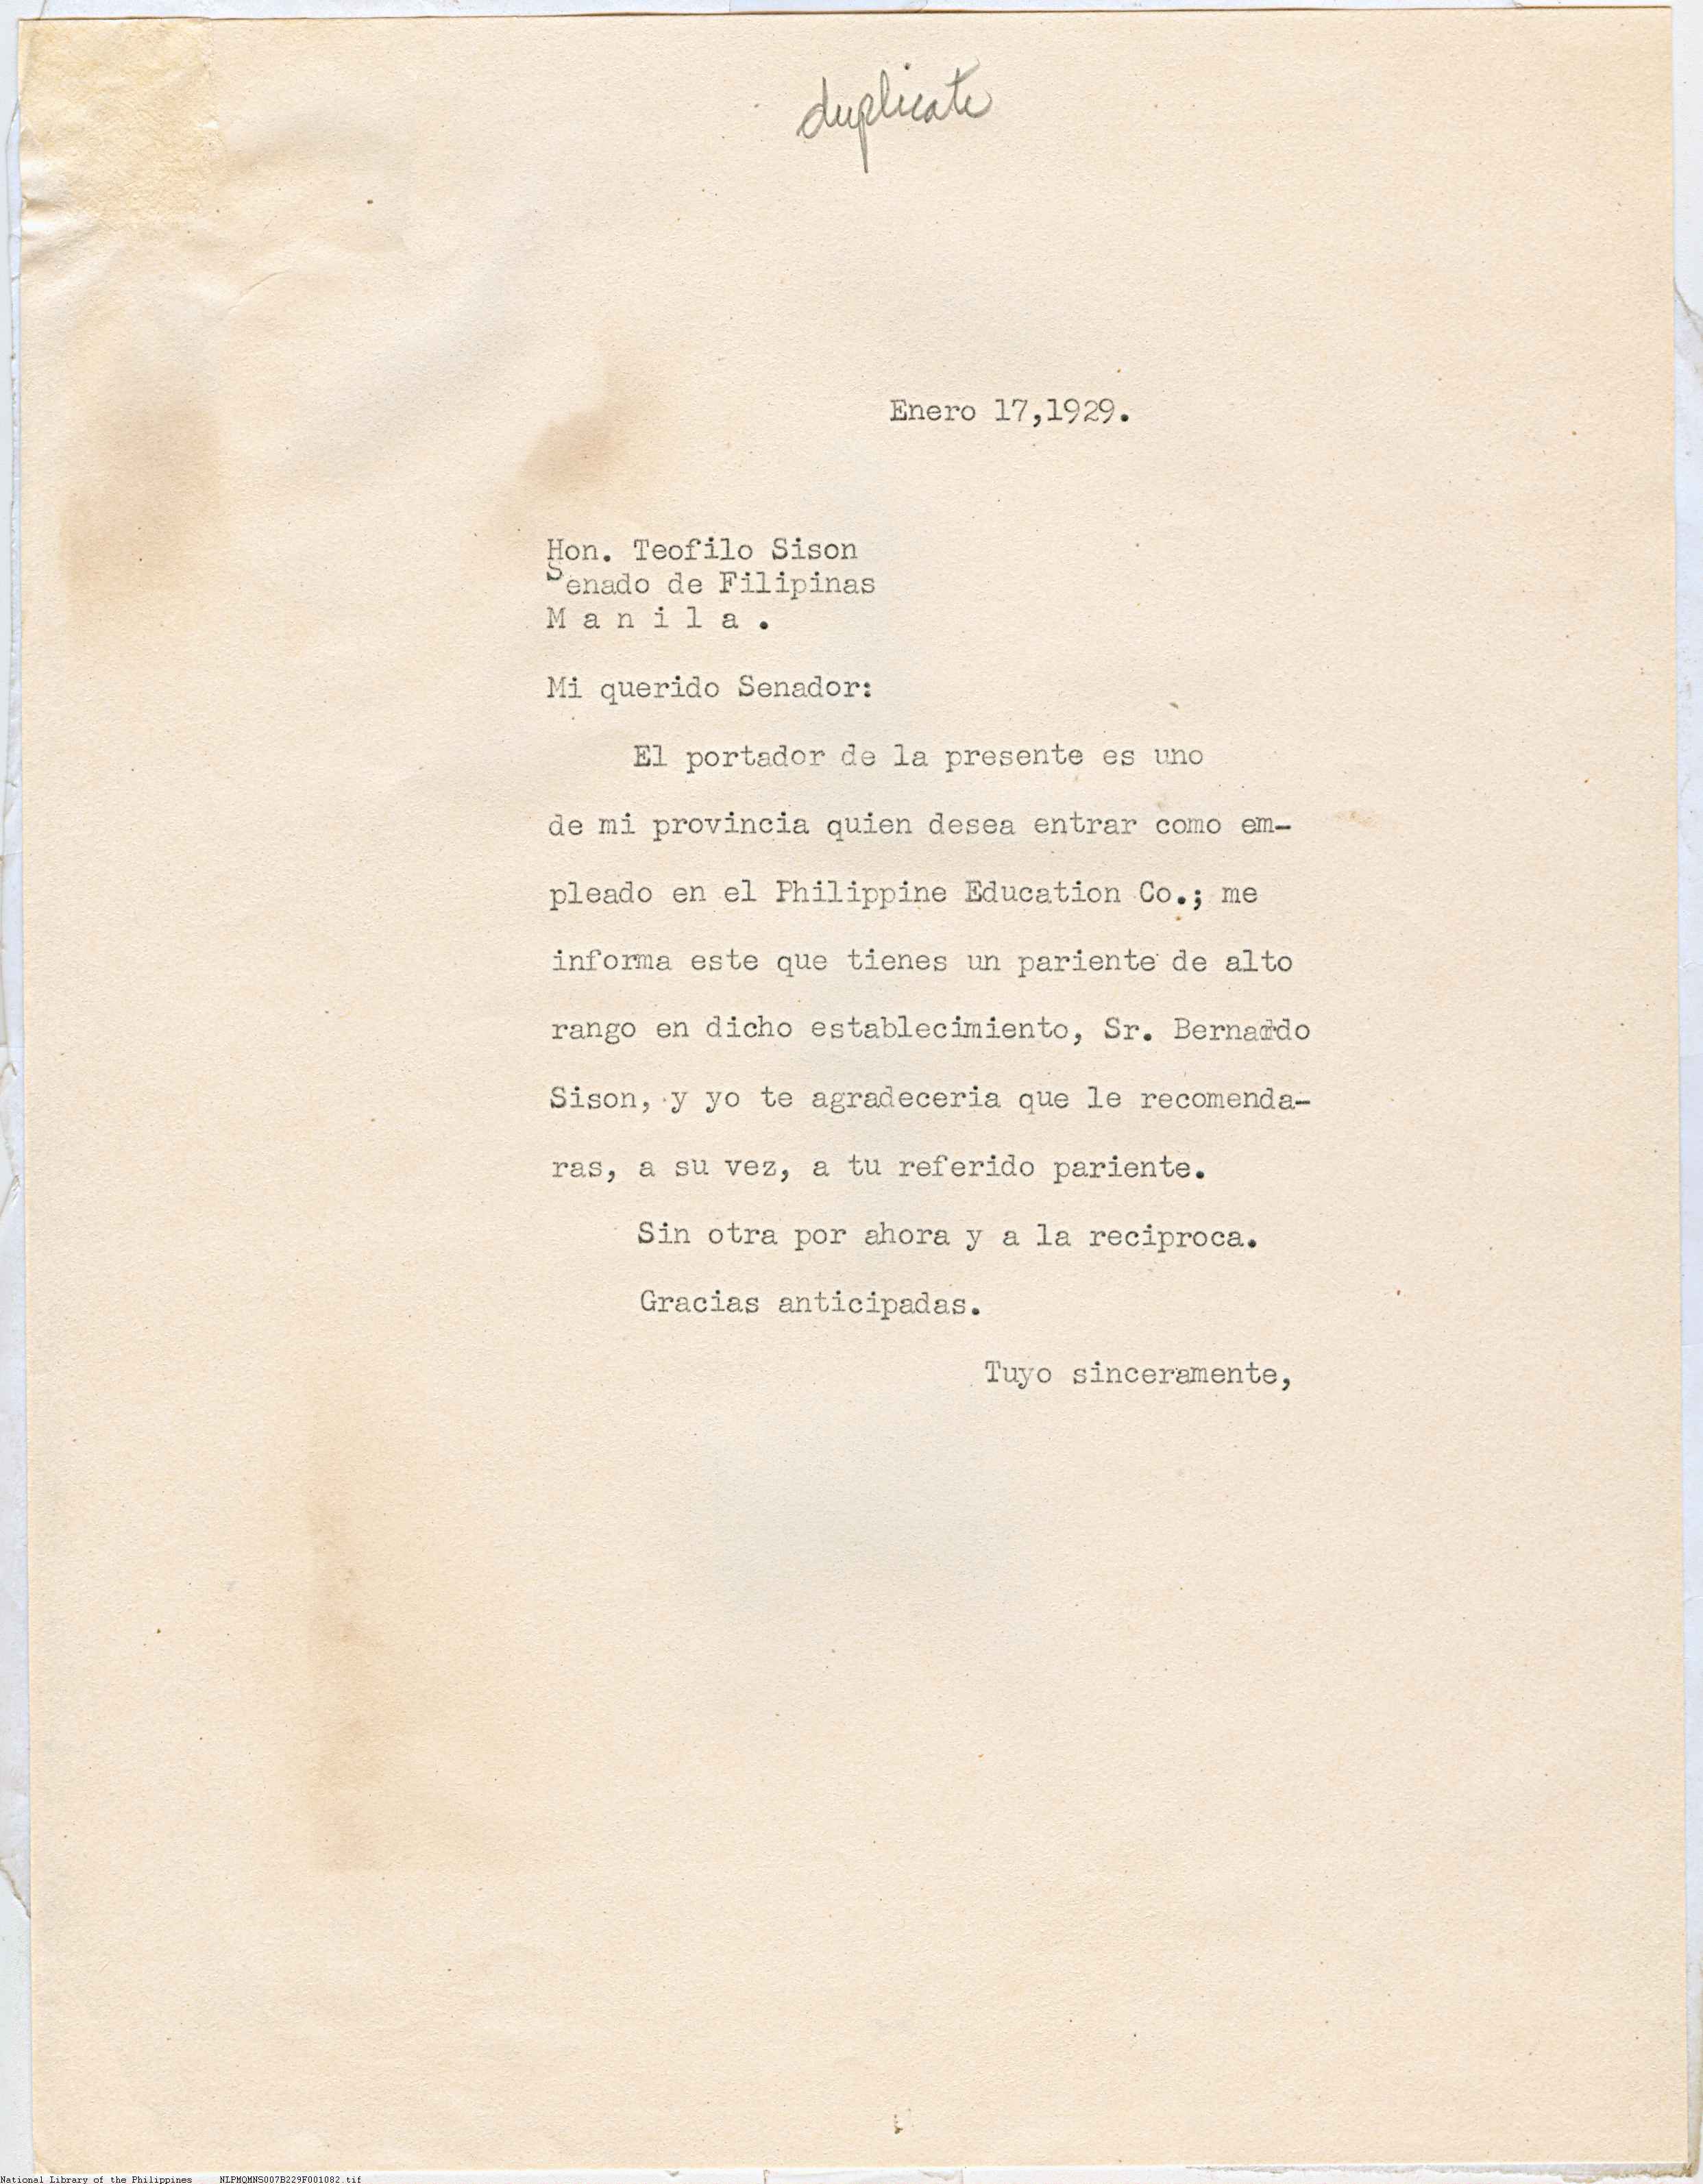 duplicate
Enero 17,1929.
Hon. Teofilo Sison
Senado de Filipinas
M a n i l a .
Mi querido Senador:
El portador de la presente es uno
de mi provincia quien desea entrar como em-
pleado en el Philippine Education Co.; me
informa este que tienes un pariente de alto
rango en dicho establecimiento, Sr. Bernardo
Sison, y yo te agradeceria que le recomenda-
ras, a su vez, a tu referido pariente.
Sin otra por ahora y a la reciproca.
Gracias anticipadas.
Tuyo sinceramente,
National Library of the Philippines NLPMQMNS007B229F001082.tif